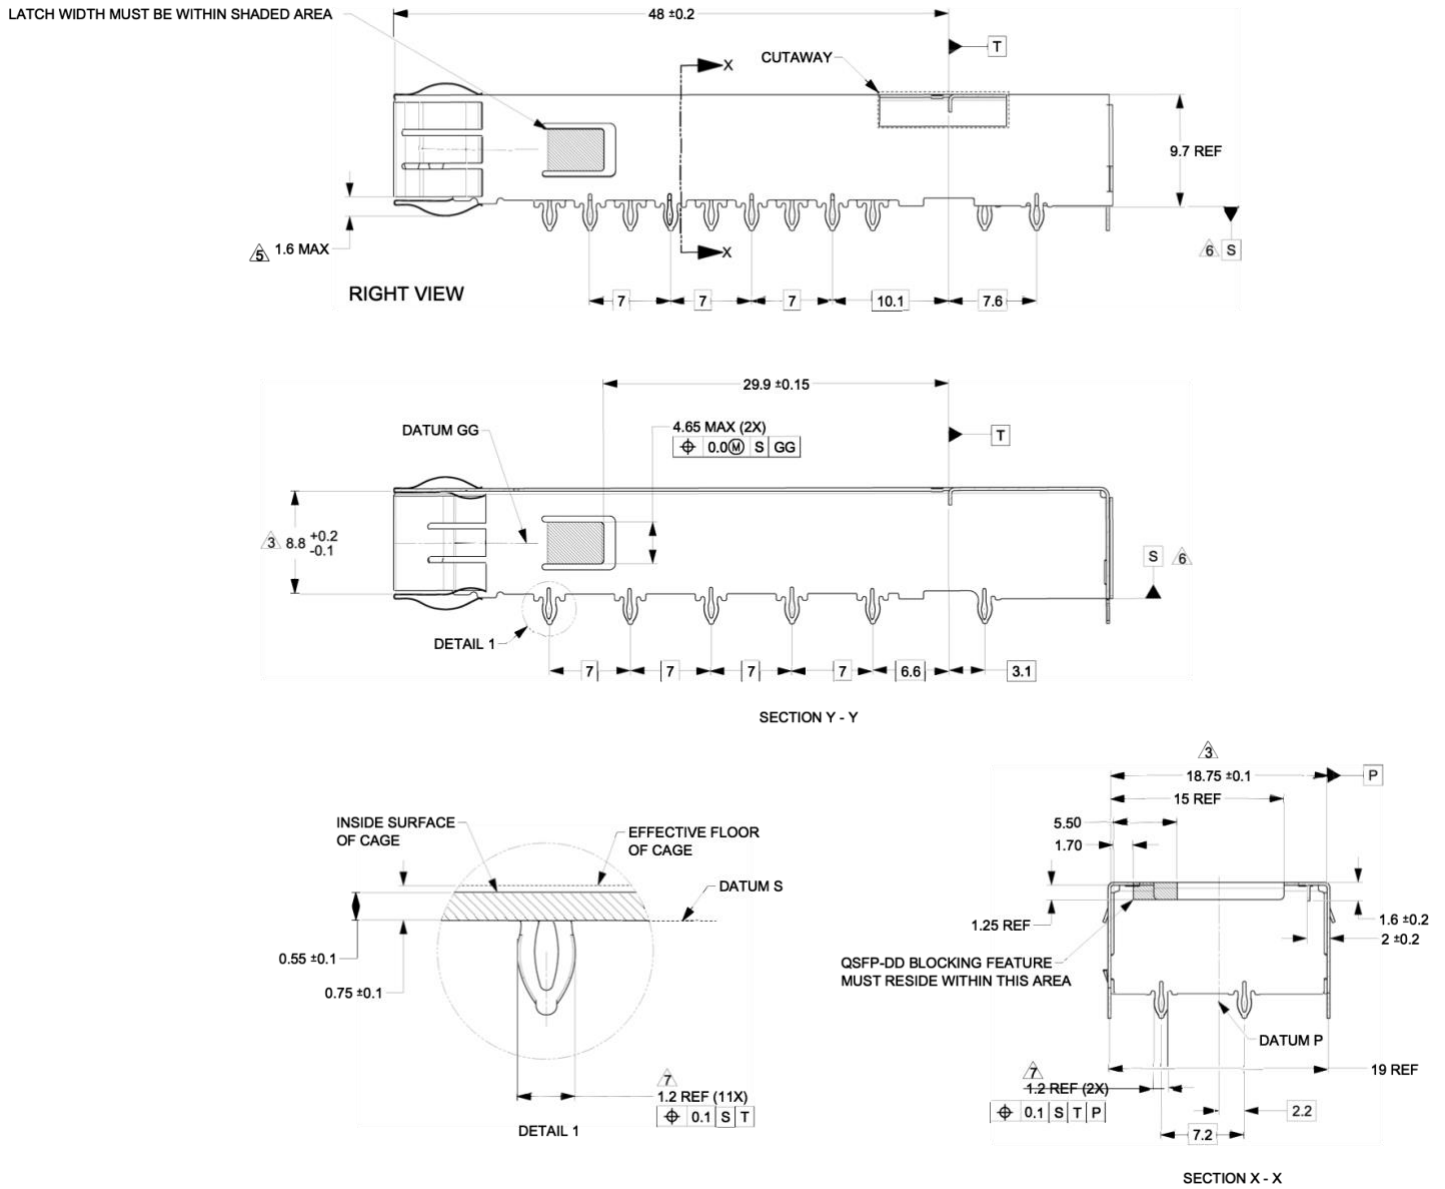 LATCH WIDTH MUST BE WITHIN SHADED AREA
48 ±0.2
T
CUTAWAY
X
9.7 REF
5
1.6 MAX
X
6
S
RIGHT VIEW
7
7
7
10.1
7.6
29.9 ±0.15
DATUM GG
4.65 MAX (2X)
⌖ 0.0Ⓜ S GG
T
3
8.8 +0.2
-0.1
S
6
DETAIL 1
7
7
7
7
6.6
3.1
SECTION Y - Y
3
18.75 ±0.1
P
15 REF
5.50
1.70
INSIDE SURFACE
OF CAGE
EFFECTIVE FLOOR
OF CAGE
DATUM S
1.25 REF
1.6 ±0.2
2 ±0.2
0.55 ±0.1
0.75 ±0.1
QSFP-DD BLOCKING FEATURE
MUST RESIDE WITHIN THIS AREA
DATUM P
19 REF
7
1.2 REF (11X)
⌖ 0.1 S T
DETAIL 1
7
1.2 REF (2X)
⌖ 0.1 S T P
2.2
7.2
SECTION X - X